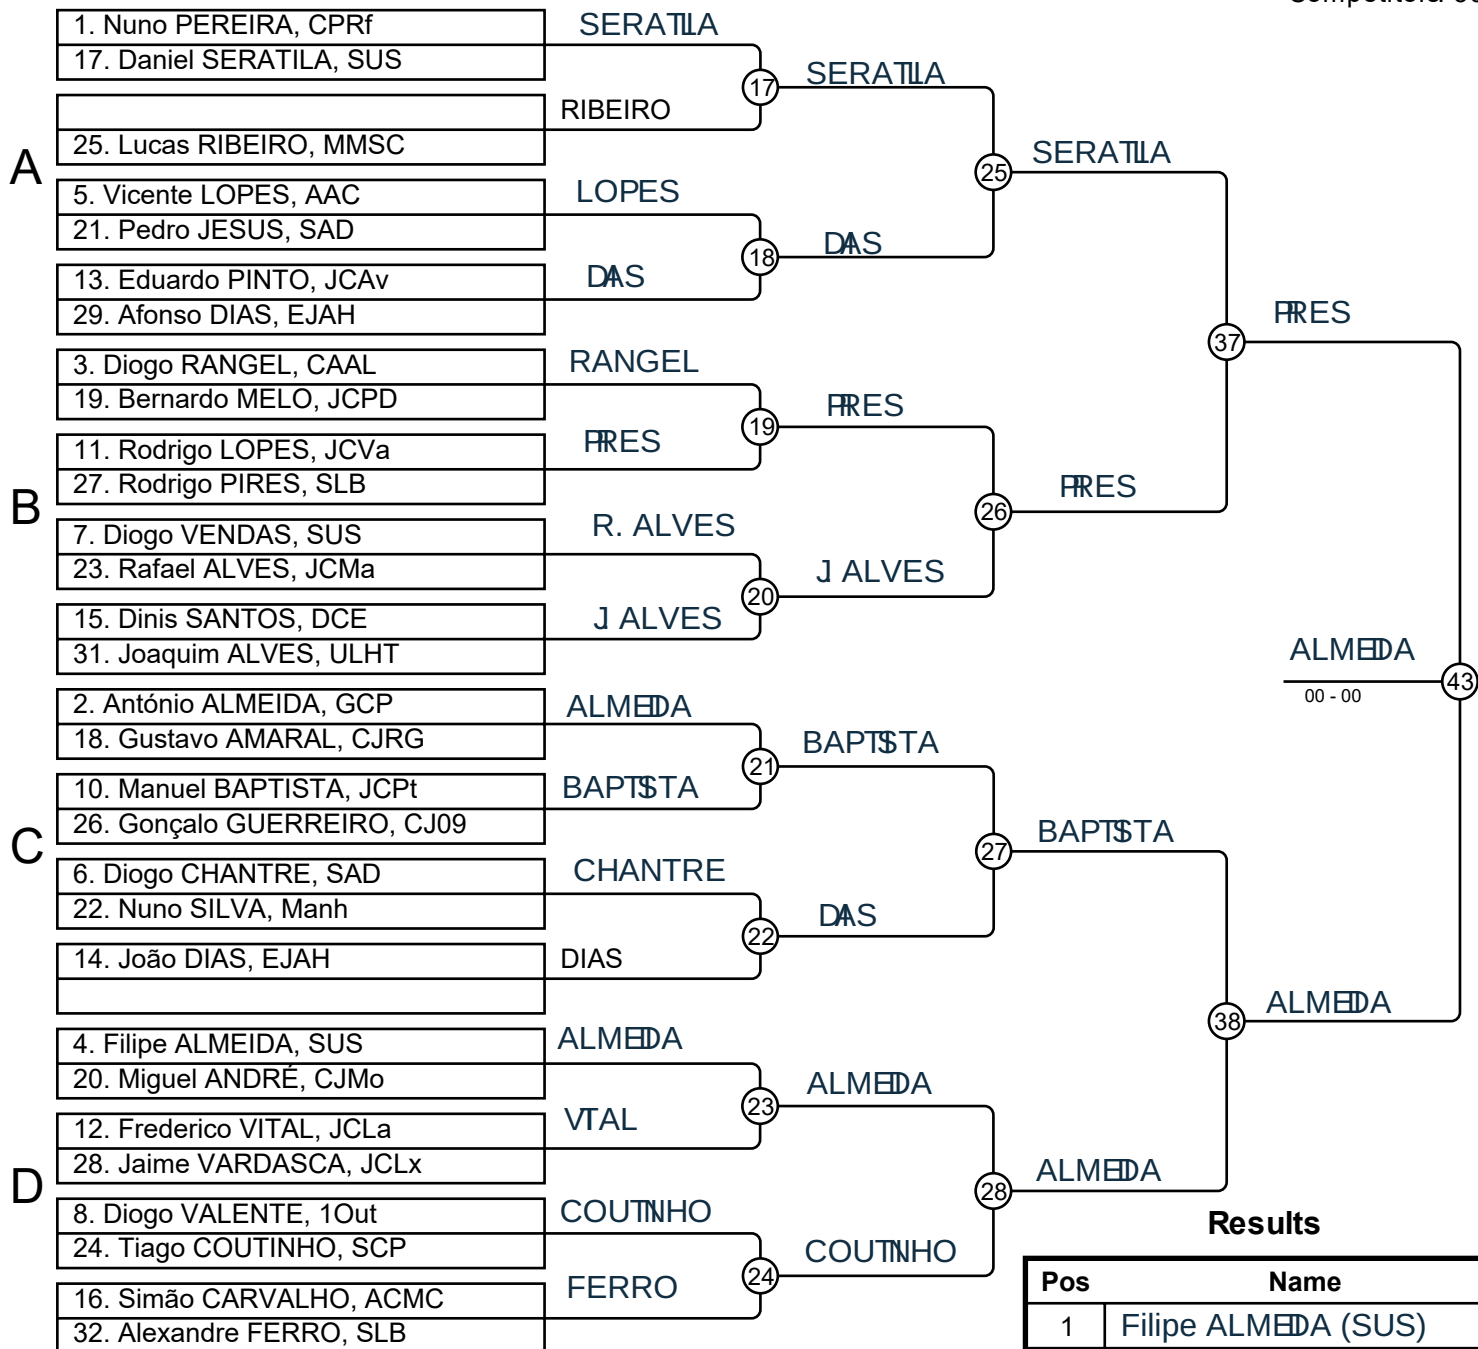 1. Nuno PEREIRA, CPRf
17. Daniel SERATILA, SUS
25. Lucas RIBEIRO, MMSC
A
5. Vicente LOPES, AAC
21. Pedro JESUS, SAD
13. Eduardo PINTO, JCAv
29. Afonso DIAS, EJAH
3. Diogo RANGEL, CAAL
19. Bernardo MELO, JCPD
11. Rodrigo LOPES, JCVa
27. Rodrigo PIRES, SLB
B
7. Diogo VENDAS, SUS
23. Rafael ALVES, JCMa
15. Dinis SANTOS, DCE
31. Joaquim ALVES, ULHT
2. António ALMEIDA, GCP
18. Gustavo AMARAL, CJRG
10. Manuel BAPTISTA, JCPt
26. Gonçalo GUERREIRO, CJ09
C
6. Diogo CHANTRE, SAD
22. Nuno SILVA, Manh
14. João DIAS, EJAH
4. Filipe ALMEIDA, SUS
20. Miguel ANDRÉ, CJMo
12. Frederico VITAL, JCLa
28. Jaime VARDASCA, JCLx
D
8. Diogo VALENTE, 1Out
24. Tiago COUTINHO, SCP
16. Simão CARVALHO, ACMC
32. Alexandre FERRO, SLB
SERATILA
RIBEIRO
LOPES
DIAS
RANGEL
PIRES
R. ALVES
J. ALVES
ALMEIDA
BAPTISTA
CHANTRE
DIAS
ALMEIDA
VITAL
COUTINHO
FERRO
17
18
19
20
21
22
23
24
SERATILA
DIAS
PIRES
J. ALVES
BAPTISTA
DIAS
ALMEIDA
COUTINHO
25
26
27
28
SERATILA
PIRES
BAPTISTA
ALMEIDA
37
38
PIRES
ALMEIDA
ALMEIDA
00 - 00
43
Results
Pos Name
1 Filipe ALMEIDA (SUS)